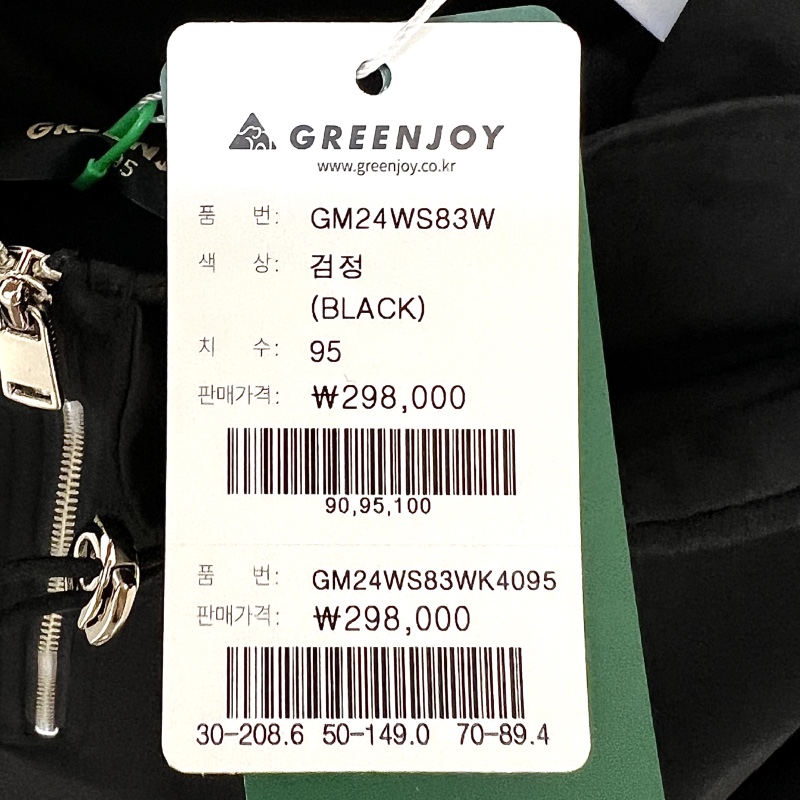 GREENJOY
www.greenjoy.co.kr
품 번: GM24WS83W
색 상: 검정
(BLACK)
치 수: 95
판매가격: ₩298,000
90,95,100
품 번: GM24WS83WK4095
판매가격: ₩298,000
30-208.6 50-149.0 70-89.4
95